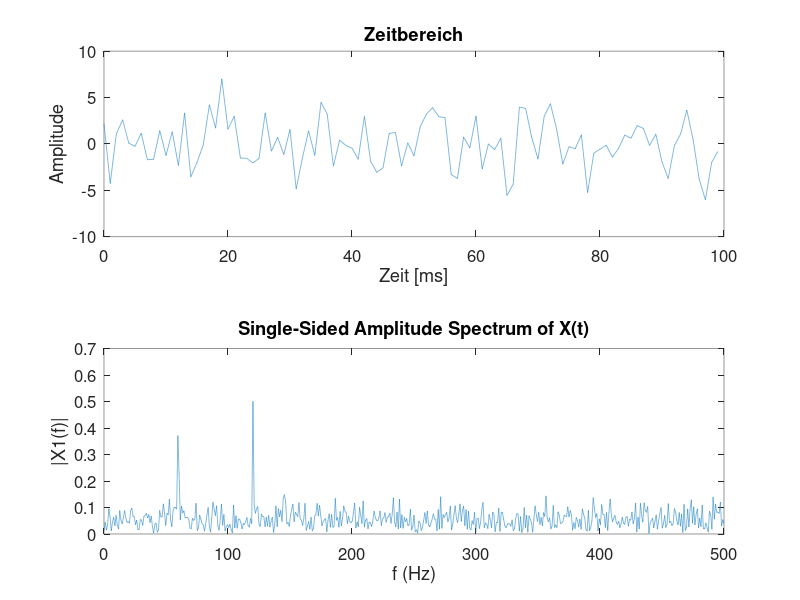 Zeitbereich
10
5
0
-5
-10
Amplitude
0 20 40 60 80 100
Zeit [ms]
Single-Sided Amplitude Spectrum of X(t)
0.7
0.6
0.5
0.4
0.3
0.2
0.1
0
|X1(f)|
0 100 200 300 400 500
f (Hz)